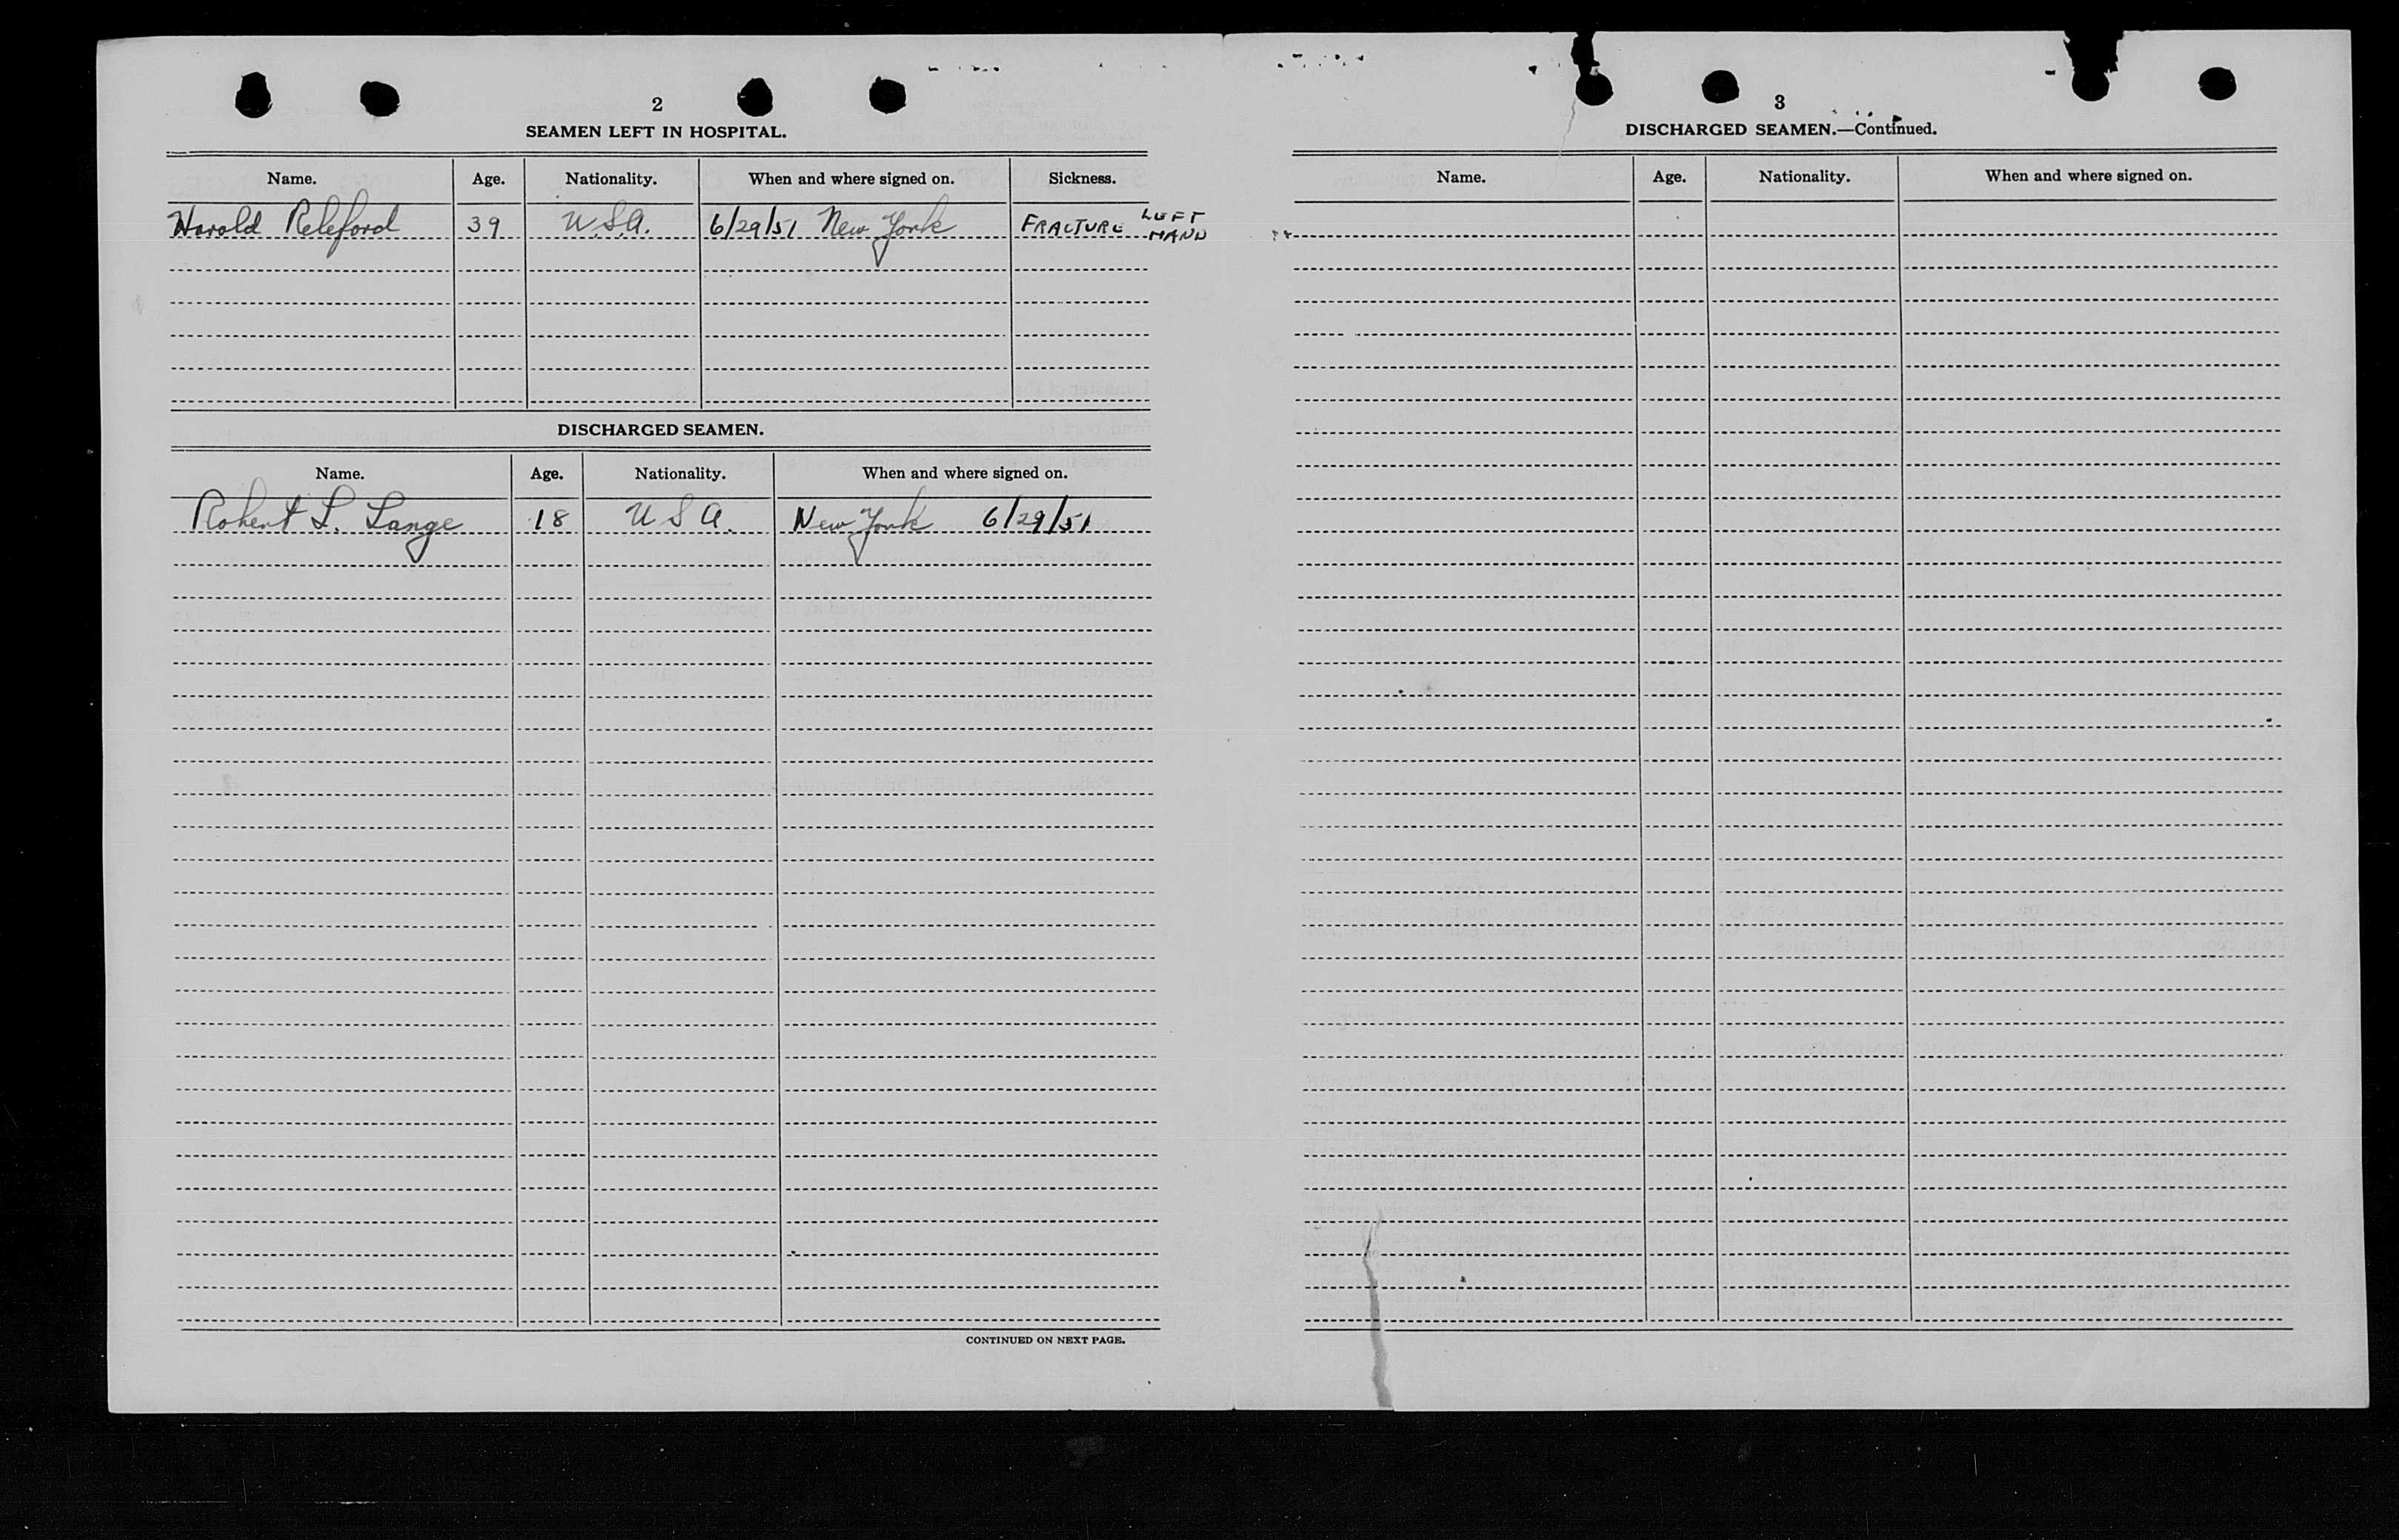 2
SEAMEN LEFT IN HOSPITAL.
Name. Age. Nationality. When and where signed on. Sickness.
Harold Releford 39 U.S.A. 6/29/51 New York FRACTURE LEFT HAND
DISCHARGED SEAMEN.
Name. Age. Nationality. When and where signed on.
Robert L. Lange 18 U S A. New York 6/29/51
CONTINUED ON NEXT PAGE.
3
DISCHARGED SEAMEN.—Continued.
Name. Age. Nationality. When and where signed on.